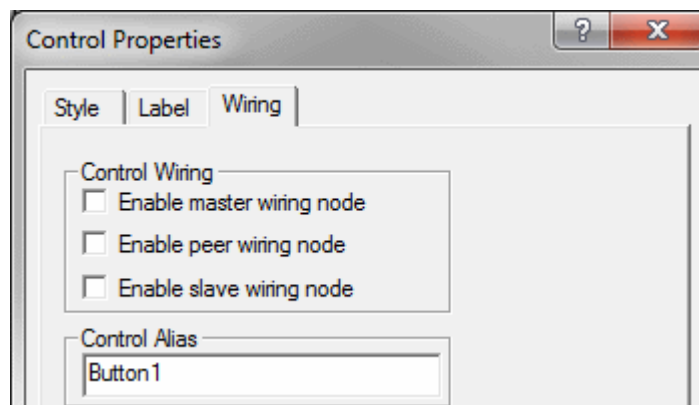 Control Properties
?
X
Style Label Wiring
Control Wiring
Enable master wiring node
Enable peer wiring node
Enable slave wiring node
Control Alias
Button1